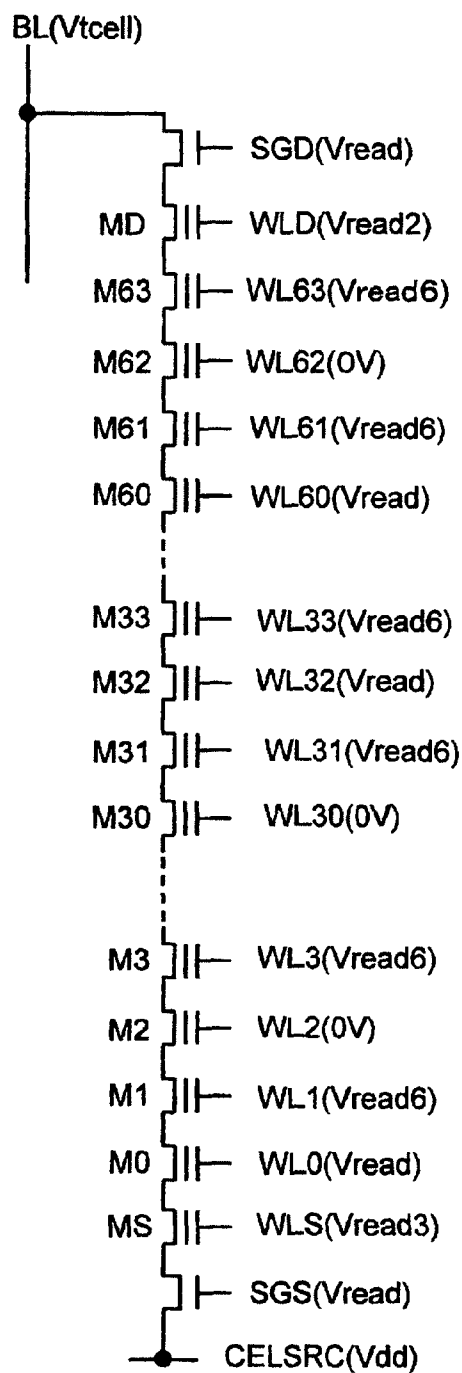 BL(Vtcell)
SGD(Vread)
MD WLD(Vread2)
M63 WL63(Vread6)
M62 WL62(0V)
M61 WL61(Vread6)
M60 WL60(Vread)
M33 WL33(Vread6)
M32 WL32(Vread)
M31 WL31(Vread6)
M30 WL30(0V)
M3 WL3(Vread6)
M2 WL2(0V)
M1 WL1(Vread6)
M0 WL0(Vread)
MS WLS(Vread3)
SGS(Vread)
CELSRC(Vdd)